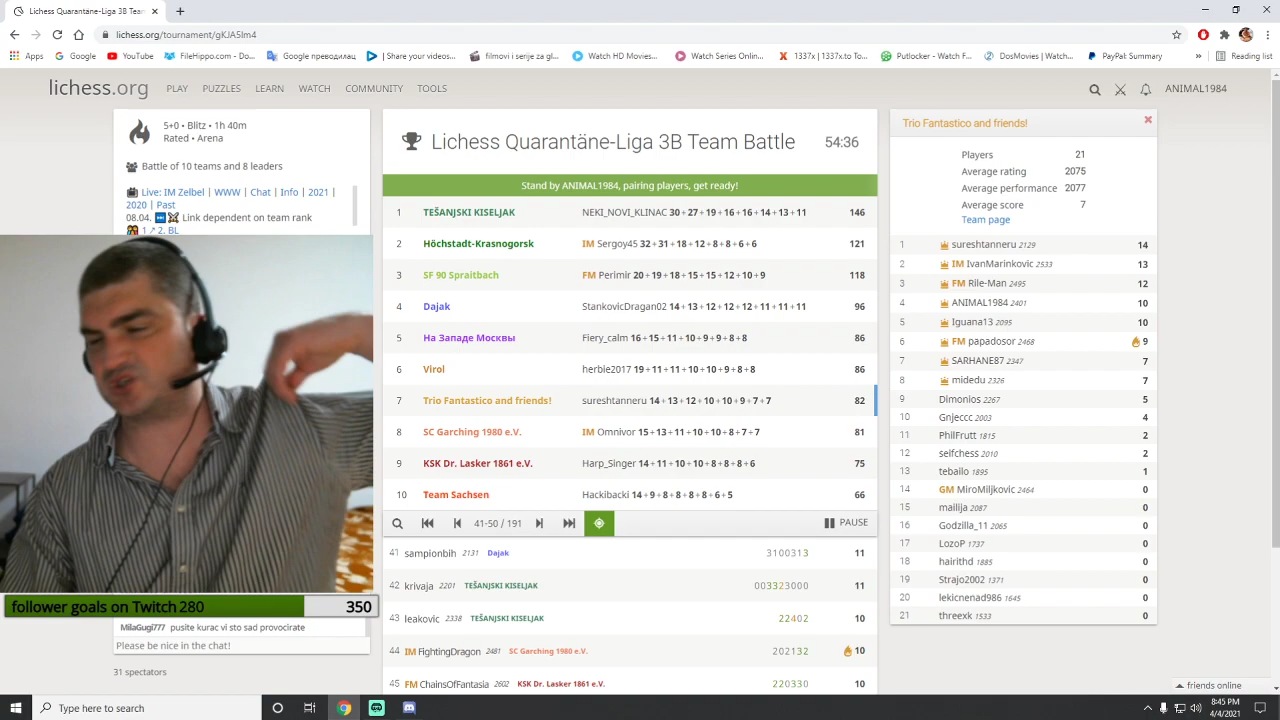 Lichess Quarantäne-Liga 3B T
lichess.org/tournament/gKJA5lm4
Apps
Google
YouTube
FileHippo.com - Do...
Google преводилац
Share your videos...
filmovi i serije za gl...
Watch HD Movies...
Watch Series Onlin...
1337x 1337x.to To...
Putlocker - Watch F...
DosMovies | Watch...
PayPal: Summary
»
Reading list
lichess.org
PLAY
PUZZLES
LEARN
WATCH
COMMUNITY
TOOLS
ANIMAL1984
5+0 • Blitz • 1h 40m
Rated • Arena
Battle of 10 teams and 8 leaders
Live: IM Zelbel | WWW | Chat | Info | 2021 |
2020 | Past
08.04. Link dependent on team rank
1↗2. BL
Lichess Quarantäne-Liga 3B Team Battle 54:36
Stand by ANIMAL1984, pairing players, get ready!
1 TEŠANJSKI KISELJAK NEKI_NOVI_KLINAC 30+27+19+16+16+14+13+11 146
2 Höchstadt-Krasnogorsk IM Sergoy45 32+31+18+12+8+8+6+6 121
3 SF 90 Spraitbach FM Perimir 20+19+18+15+15+12+10+9 118
4 Dajak StankovicDragan02 14+13+12+12+12+11+11+11 96
5 На Западе Москвы Fiery_calm 16+15+11+10+9+9+8+8 86
6 Virol herbie2017 19+11+11+10+10+9+8+8 86
7 Trio Fantastico and friends! sureshtanneru 14+13+12+10+10+9+7+7 82
8 SC Garching 1980 e.V. IM Omnivor 15+13+11+10+10+8+7+7 81
9 KSK Dr. Lasker 1861 e.V. Harp_Singer 14+11+10+10+8+8+8+6 75
10 Team Sachsen Hackibacki 14+9+8+8+8+8+6+5 66
41-50 / 191
PAUSE
41 sampionbih 2131 Dajak 3100313 11
42 krivaja 2201 TEŠANJSKI KISELJAK 003323000 11
43 leakovic 2338 TEŠANJSKI KISELJAK 22402 10
44 IM FightingDragon 2481 SC Garching 1980 e.V. 202132 10
45 FM ChainsOfFantasia 2602 KSK Dr. Lasker 1861 e.V. 220330 10
Trio Fantastico and friends!
Players 21
Average rating 2075
Average performance 2077
Average score 7
Team page
1 sureshtanneru 2129 14
2 IM IvanMarinkovic 2533 13
3 FM Rile-Man 2495 12
4 ANIMAL1984 2401 10
5 Iguana13 2095 10
6 FM papadosor 2468 9
7 SARHANE87 2347 7
8 midedu 2326 7
9 Dimonios 2267 5
10 Gnjeccc 2003 4
11 PhilFrutt 1815 2
12 seifchess 2010 2
13 tebailo 1895 1
14 GM MiroMiljkovic 2464 0
15 mailija 2087 0
16 Godzilla_11 2065 0
17 LozoP 1737 0
18 hairithd 1885 0
19 Strajo2002 1371 0
20 lekicnenad986 1645 0
21 threexk 1533 0
follower goals on Twitch 280 350
MilaGugi777 pusite kurac vi sto sad provocirate
Please be nice in the chat!
31 spectators
friends online
Type here to search
8:45 PM